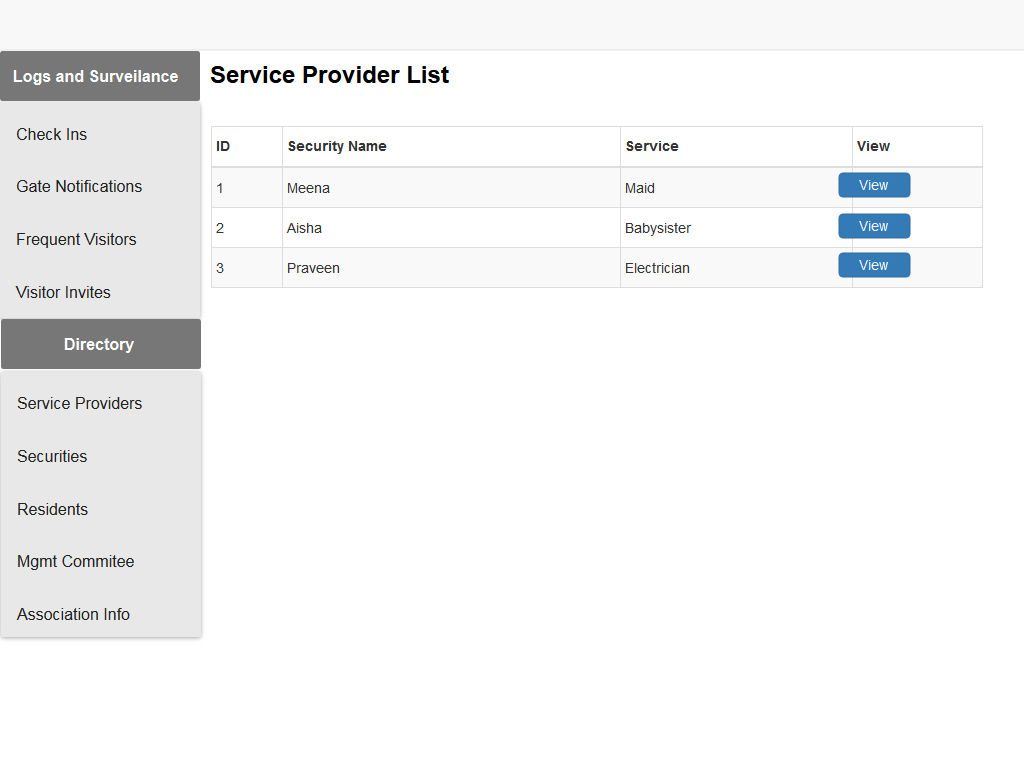 Logs and Surveilance
Check Ins
Gate Notifications
Frequent Visitors
Visitor Invites
Directory
Service Providers
Securities
Residents
Mgmt Commitee
Association Info
Service Provider List
ID Security Name Service View
1 Meena Maid View
2 Aisha Babysister View
3 Praveen Electrician View